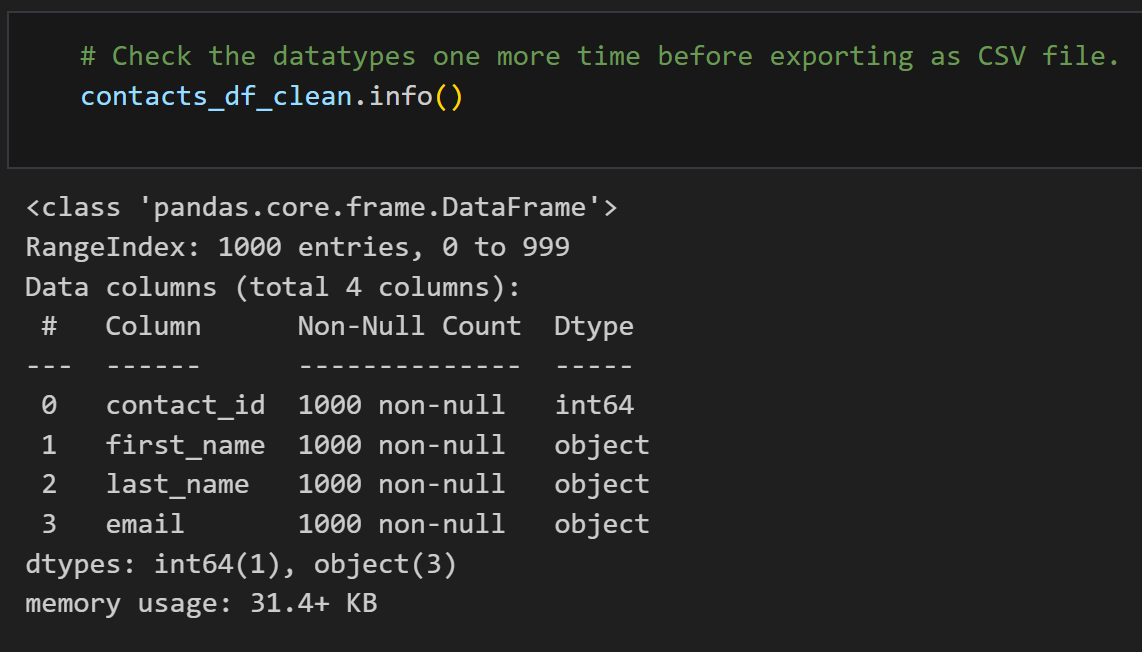 # Check the datatypes one more time before exporting as CSV file.
contacts_df_clean.info()
<class 'pandas.core.frame.DataFrame'>
RangeIndex: 1000 entries, 0 to 999
Data columns (total 4 columns):
 #   Column      Non-Null Count  Dtype
---  ------      --------------  -----
 0   contact_id  1000 non-null   int64
 1   first_name  1000 non-null   object
 2   last_name   1000 non-null   object
 3   email       1000 non-null   object
dtypes: int64(1), object(3)
memory usage: 31.4+ KB